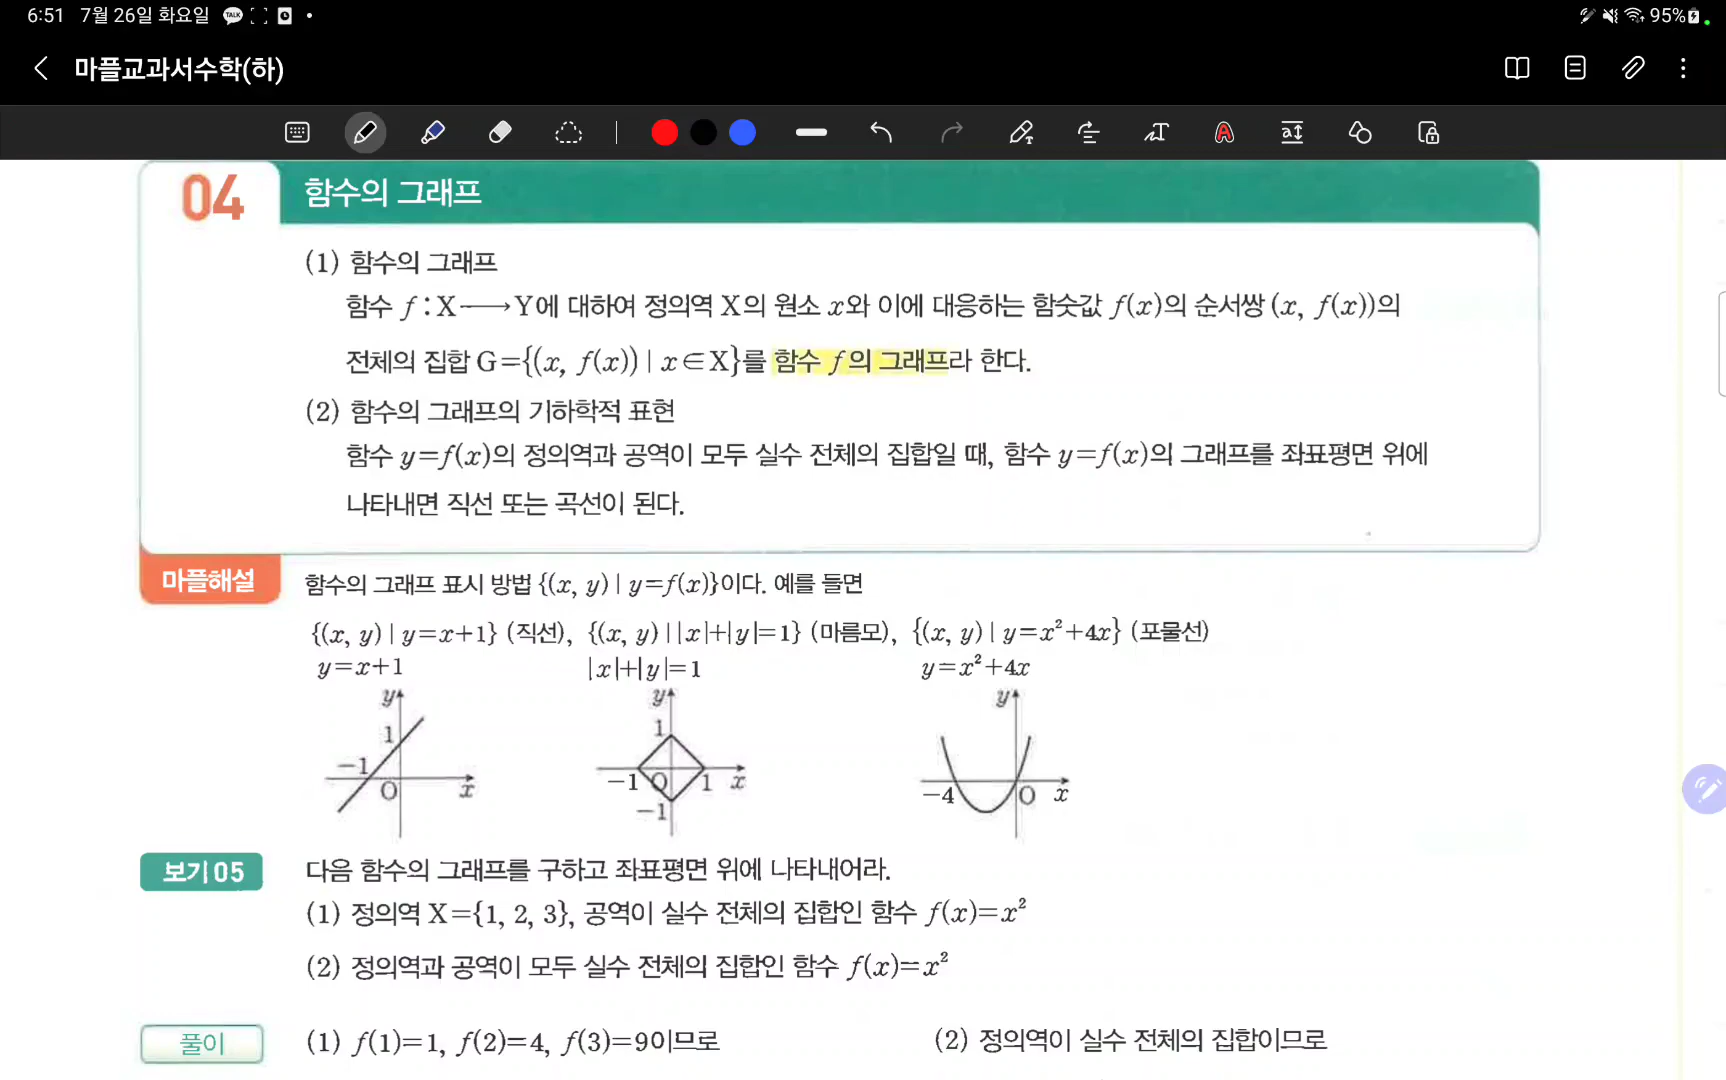 6:51 7월 26일 화요일 TALK 95%
마플교과서수학(하)
04 함수의 그래프
(1) 함수의 그래프
함수 f : X⟶Y에 대하여 정의역 X의 원소 x와 이에 대응하는 함숫값 f(x)의 순서쌍 (x, f(x))의
전체의 집합 G={(x, f(x)) | x∈X}를 함수 f의 그래프라 한다.
(2) 함수의 그래프의 기하학적 표현
함수 y=f(x)의 정의역과 공역이 모두 실수 전체의 집합일 때, 함수 y=f(x)의 그래프를 좌표평면 위에
나타내면 직선 또는 곡선이 된다.
마플해설 함수의 그래프 표시 방법 {(x, y) | y=f(x)}이다. 예를 들면
{(x, y) | y=x+1} (직선), {(x, y) | |x|+|y|=1} (마름모), {(x, y) | y=x²+4x} (포물선)
y=x+1 |x|+|y|=1 y=x²+4x
y 1 -1 O x
y 1 -1 O 1 x -1
y -4 O x
보기 05 다음 함수의 그래프를 구하고 좌표평면 위에 나타내어라.
(1) 정의역 X={1, 2, 3}, 공역이 실수 전체의 집합인 함수 f(x)=x²
(2) 정의역과 공역이 모두 실수 전체의 집합인 함수 f(x)=x²
풀이 (1) f(1)=1, f(2)=4, f(3)=9이므로 (2) 정의역이 실수 전체의 집합이므로